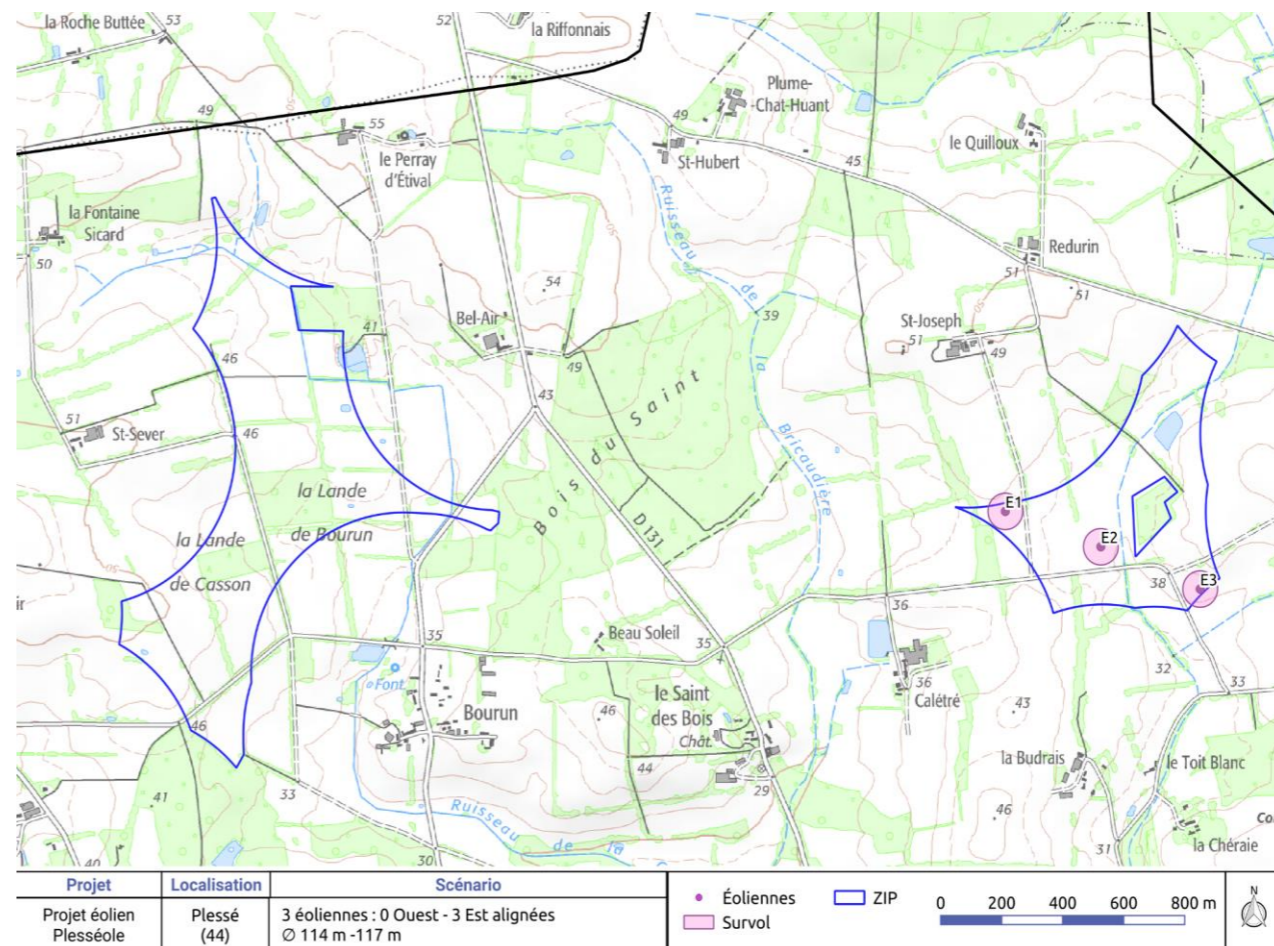 la Roche Buttée
53
52
la Riffonnais
Plume-
-Chat-Huant
49
55
49
le Perray
d'Étival
St-Hubert
45
le Quilloux
la Fontaine
Sicard
50
Ruisseau de la Bricaudière
Redurin
51
51
54
39
St-Joseph
51
49
Bel-Air
41
46
49
43
51
St-Sever
46
Bois du Saint
la Lande
de Bourun
la Lande
de Casson
D131
E1
E2
E3
38
36
35
Beau Soleil
35
32
Font.
Bourun
le Saint
des Bois
Chât.
46
36
Calétré
33
43
46
44
29
la Budrais
le Toit Blanc
41
33
46
Ruisseau de la
la Chéraie
40
30
31
Projet
Localisation
Scénario
Projet éolien
Plesséole
Plessé
(44)
3 éoliennes : 0 Ouest - 3 Est alignées
Ø 114 m -117 m
Éoliennes
Survol
ZIP
0 200 400 600 800 m
N